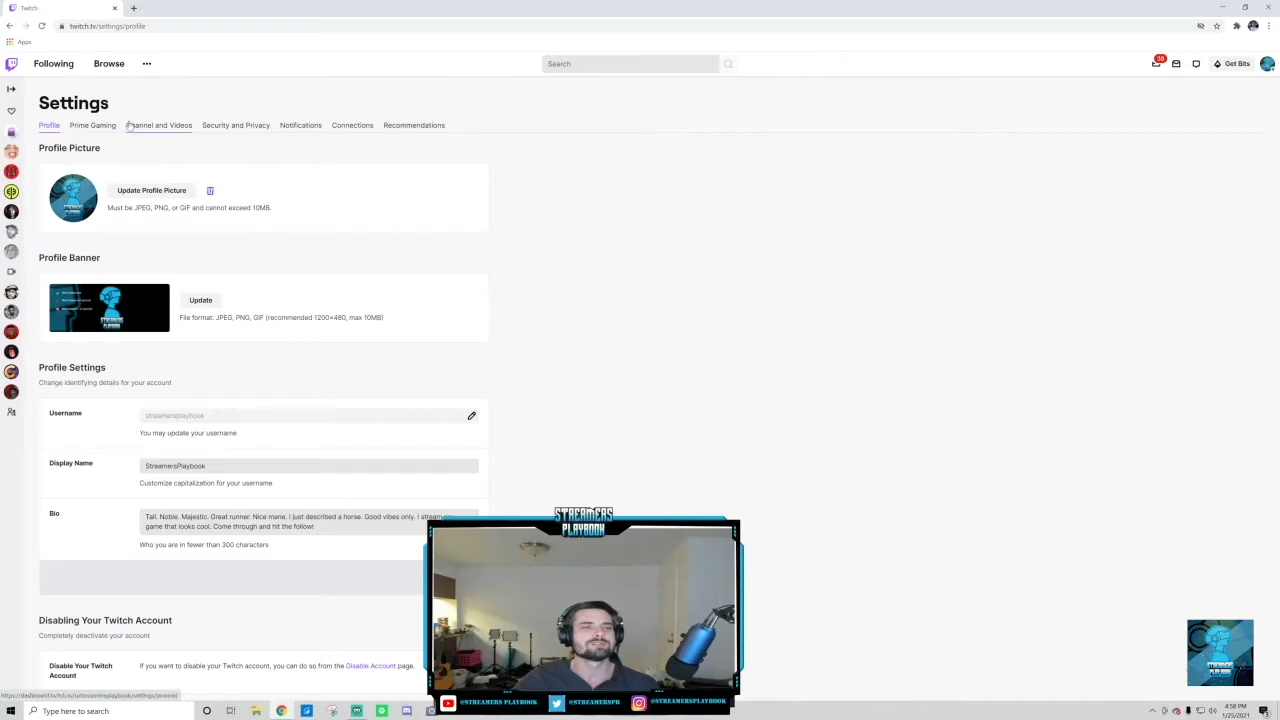 Twitch
twitch.tv/settings/profile
Apps
Following
Browse
Search
38
Get Bits
Settings
Profile
Prime Gaming
Channel and Videos
Security and Privacy
Notifications
Connections
Recommendations
Profile Picture
Update Profile Picture
Must be JPEG, PNG, or GIF and cannot exceed 10MB.
Profile Banner
Update
File format: JPEG, PNG, GIF (recommended 1200x480, max 10MB)
Profile Settings
Change identifying details for your account
Username
streamersplaybook
You may update your username
Display Name
StreamersPlaybook
Customize capitalization for your username
Bio
Tall. Noble. Majestic. Great runner. Nice mane. I just described a horse. Good vibes only. I stream
game that looks cool. Come through and hit the follow!
Who you are in fewer than 300 characters
STREAMERS
PLAYBOOK
Disabling Your Twitch Account
Completely deactivate your account
Disable Your Twitch
Account
If you want to disable your Twitch account, you can do so from the Disable Account page.
STREAMERS
PLAYBOOK
@STREAMERS PLAYBOOK
@STREAMERSPB
@STREAMERSPLAYBOOK
Type here to search
4:58 PM
1/25/2021